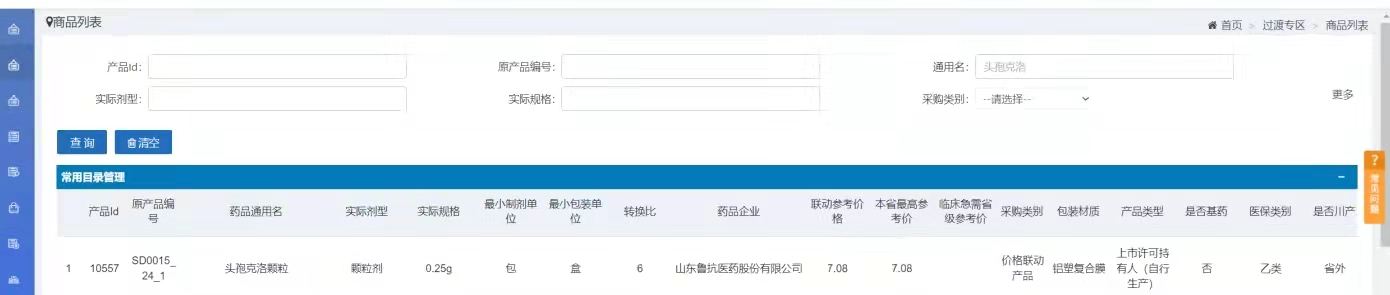 商品列表
首页 > 过渡专区 > 商品列表
产品Id: 原产品编号: 通用名: 头孢克洛
实际剂型: 实际规格: 采购类别: --请选择-- 更多
查询 清空
常用目录管理 −
? 常见问题
产品Id 原产品编号 药品通用名 实际剂型 实际规格 最小制剂单位 最小包装单位 转换比 药品企业 联动参考价格 本省最高参考价 临床急需省级参考价 采购类别 包装材质 产品类型 是否基药 医保类别 是否川产
1 10557 SD0015_24_1 头孢克洛颗粒 颗粒剂 0.25g 包 盒 6 山东鲁抗医药股份有限公司 7.08 7.08 价格联动产品 铝塑复合膜 上市许可持有人（自行生产） 否 乙类 省外